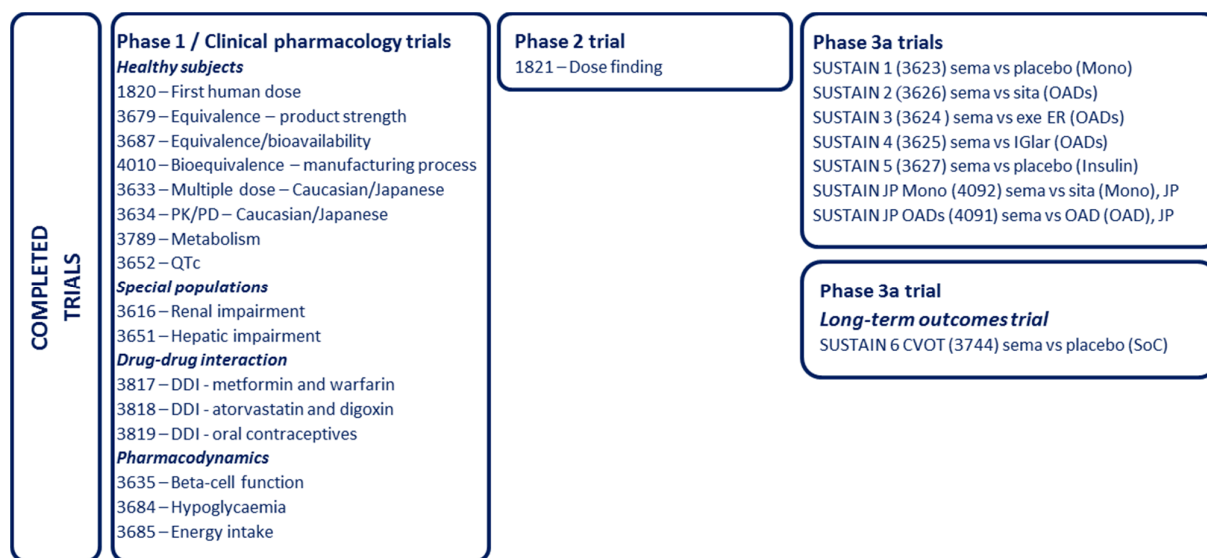 COMPLETED
TRIALS
Phase 1 / Clinical pharmacology trials
Healthy subjects
1820 – First human dose
3679 – Equivalence – product strength
3687 – Equivalence/bioavailability
4010 – Bioequivalence – manufacturing process
3633 – Multiple dose – Caucasian/Japanese
3634 – PK/PD – Caucasian/Japanese
3789 – Metabolism
3652 – QTc
Special populations
3616 – Renal impairment
3651 – Hepatic impairment
Drug-drug interaction
3817 – DDI - metformin and warfarin
3818 – DDI - atorvastatin and digoxin
3819 – DDI - oral contraceptives
Pharmacodynamics
3635 – Beta-cell function
3684 – Hypoglycaemia
3685 – Energy intake
Phase 2 trial
1821 – Dose finding
Phase 3a trials
SUSTAIN 1 (3623) sema vs placebo (Mono)
SUSTAIN 2 (3626) sema vs sita (OADs)
SUSTAIN 3 (3624 ) sema vs exe ER (OADs)
SUSTAIN 4 (3625) sema vs IGlar (OADs)
SUSTAIN 5 (3627) sema vs placebo (Insulin)
SUSTAIN JP Mono (4092) sema vs sita (Mono), JP
SUSTAIN JP OADs (4091) sema vs OAD (OAD), JP
Phase 3a trial
Long-term outcomes trial
SUSTAIN 6 CVOT (3744) sema vs placebo (SoC)